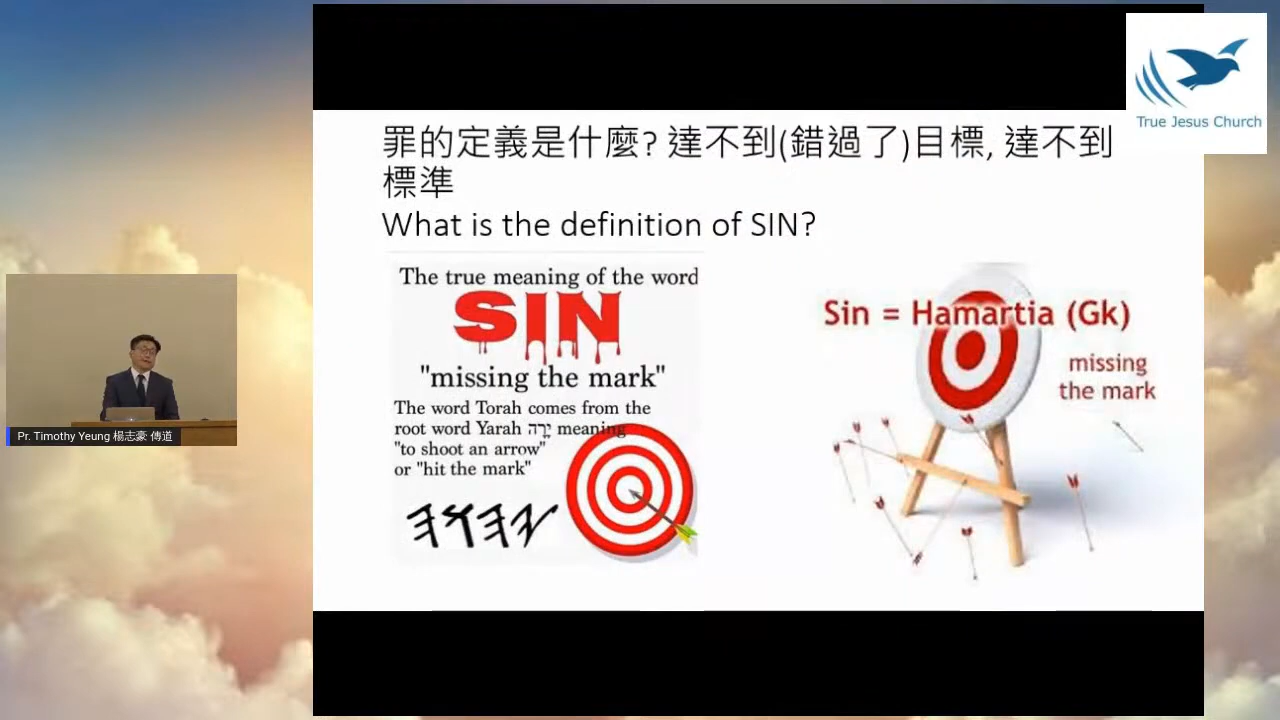 True Jesus Church
罪的定義是什麼? 達不到(錯過了)目標, 達不到
標準
What is the definition of SIN?
The true meaning of the word
SIN
"missing the mark"
The word Torah comes from the
root word Yarah יָרָה meaning
"to shoot an arrow"
or "hit the mark"
𐤉𐤄𐤅𐤄
Sin = Hamartia (Gk)
missing
the mark
Pr. Timothy Yeung 楊志豪 傳道